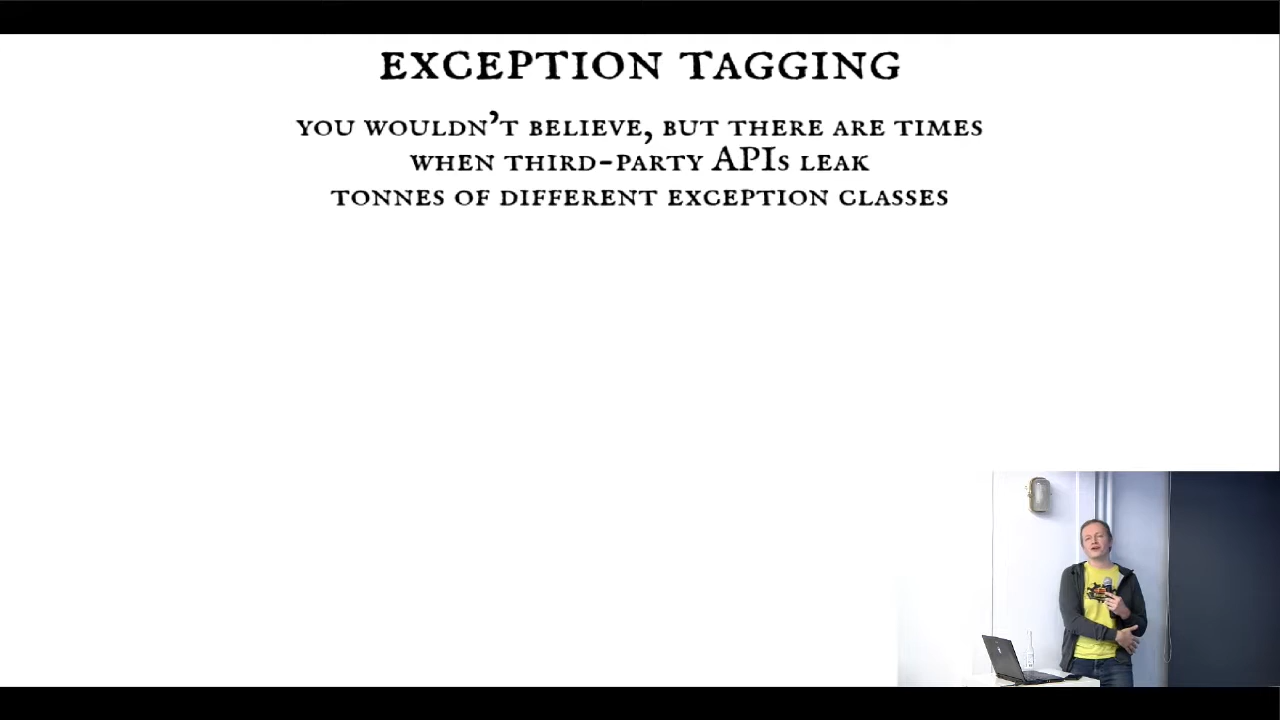 EXCEPTION TAGGING
YOU WOULDN'T BELIEVE, BUT THERE ARE TIMES
WHEN THIRD-PARTY APIS LEAK
TONNES OF DIFFERENT EXCEPTION CLASSES